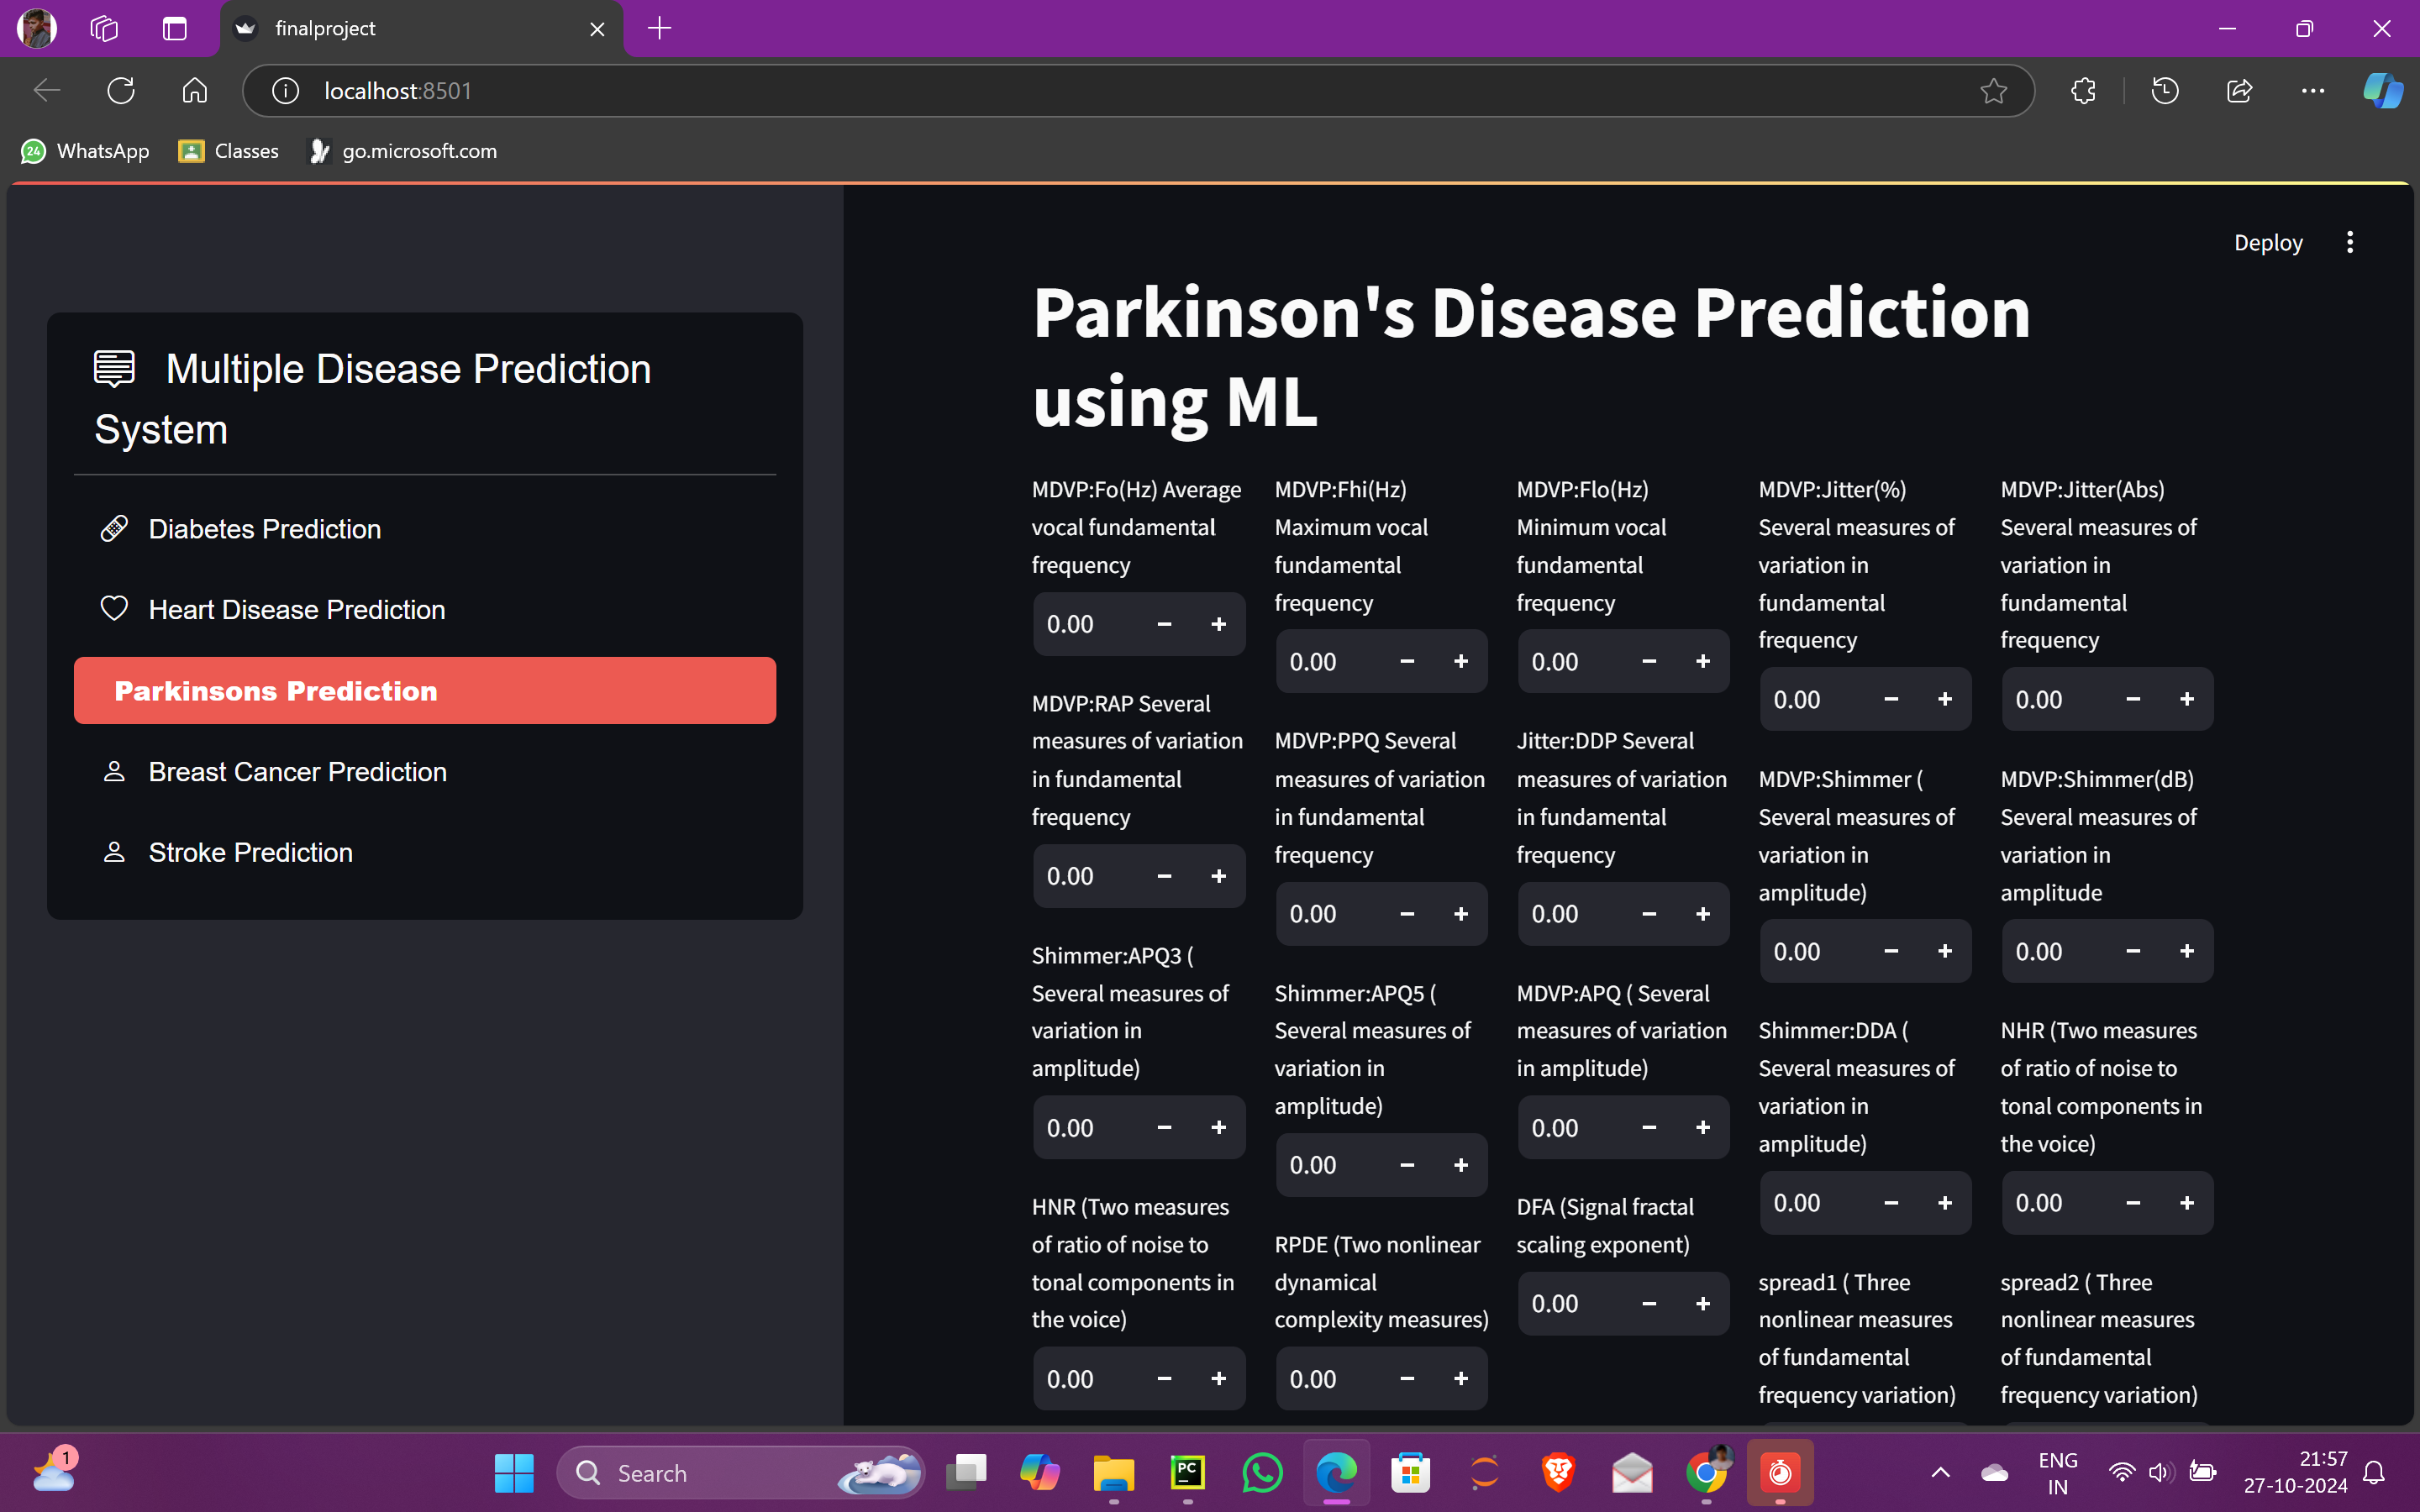 finalproject
localhost:8501
24
WhatsApp
Classes
go.microsoft.com
Deploy
Multiple Disease Prediction
System
Diabetes Prediction
Heart Disease Prediction
Parkinsons Prediction
Breast Cancer Prediction
Stroke Prediction
Parkinson's Disease Prediction
using ML
MDVP:Fo(Hz) Average
vocal fundamental
frequency
0.00
MDVP:Fhi(Hz)
Maximum vocal
fundamental
frequency
0.00
MDVP:Flo(Hz)
Minimum vocal
fundamental
frequency
0.00
MDVP:Jitter(%)
Several measures of
variation in
fundamental
frequency
0.00
MDVP:Jitter(Abs)
Several measures of
variation in
fundamental
frequency
0.00
MDVP:RAP Several
measures of variation
in fundamental
frequency
0.00
MDVP:PPQ Several
measures of variation
in fundamental
frequency
0.00
Jitter:DDP Several
measures of variation
in fundamental
frequency
0.00
MDVP:Shimmer (
Several measures of
variation in
amplitude)
0.00
MDVP:Shimmer(dB)
Several measures of
variation in
amplitude
0.00
Shimmer:APQ3 (
Several measures of
variation in
amplitude)
0.00
Shimmer:APQ5 (
Several measures of
variation in
amplitude)
0.00
MDVP:APQ ( Several
measures of variation
in amplitude)
0.00
Shimmer:DDA (
Several measures of
variation in
amplitude)
0.00
NHR (Two measures
of ratio of noise to
tonal components in
the voice)
0.00
HNR (Two measures
of ratio of noise to
tonal components in
the voice)
0.00
RPDE (Two nonlinear
dynamical
complexity measures)
0.00
DFA (Signal fractal
scaling exponent)
0.00
spread1 ( Three
nonlinear measures
of fundamental
frequency variation)
spread2 ( Three
nonlinear measures
of fundamental
frequency variation)
1
Search
PC
ENG
IN
21:57
27-10-2024